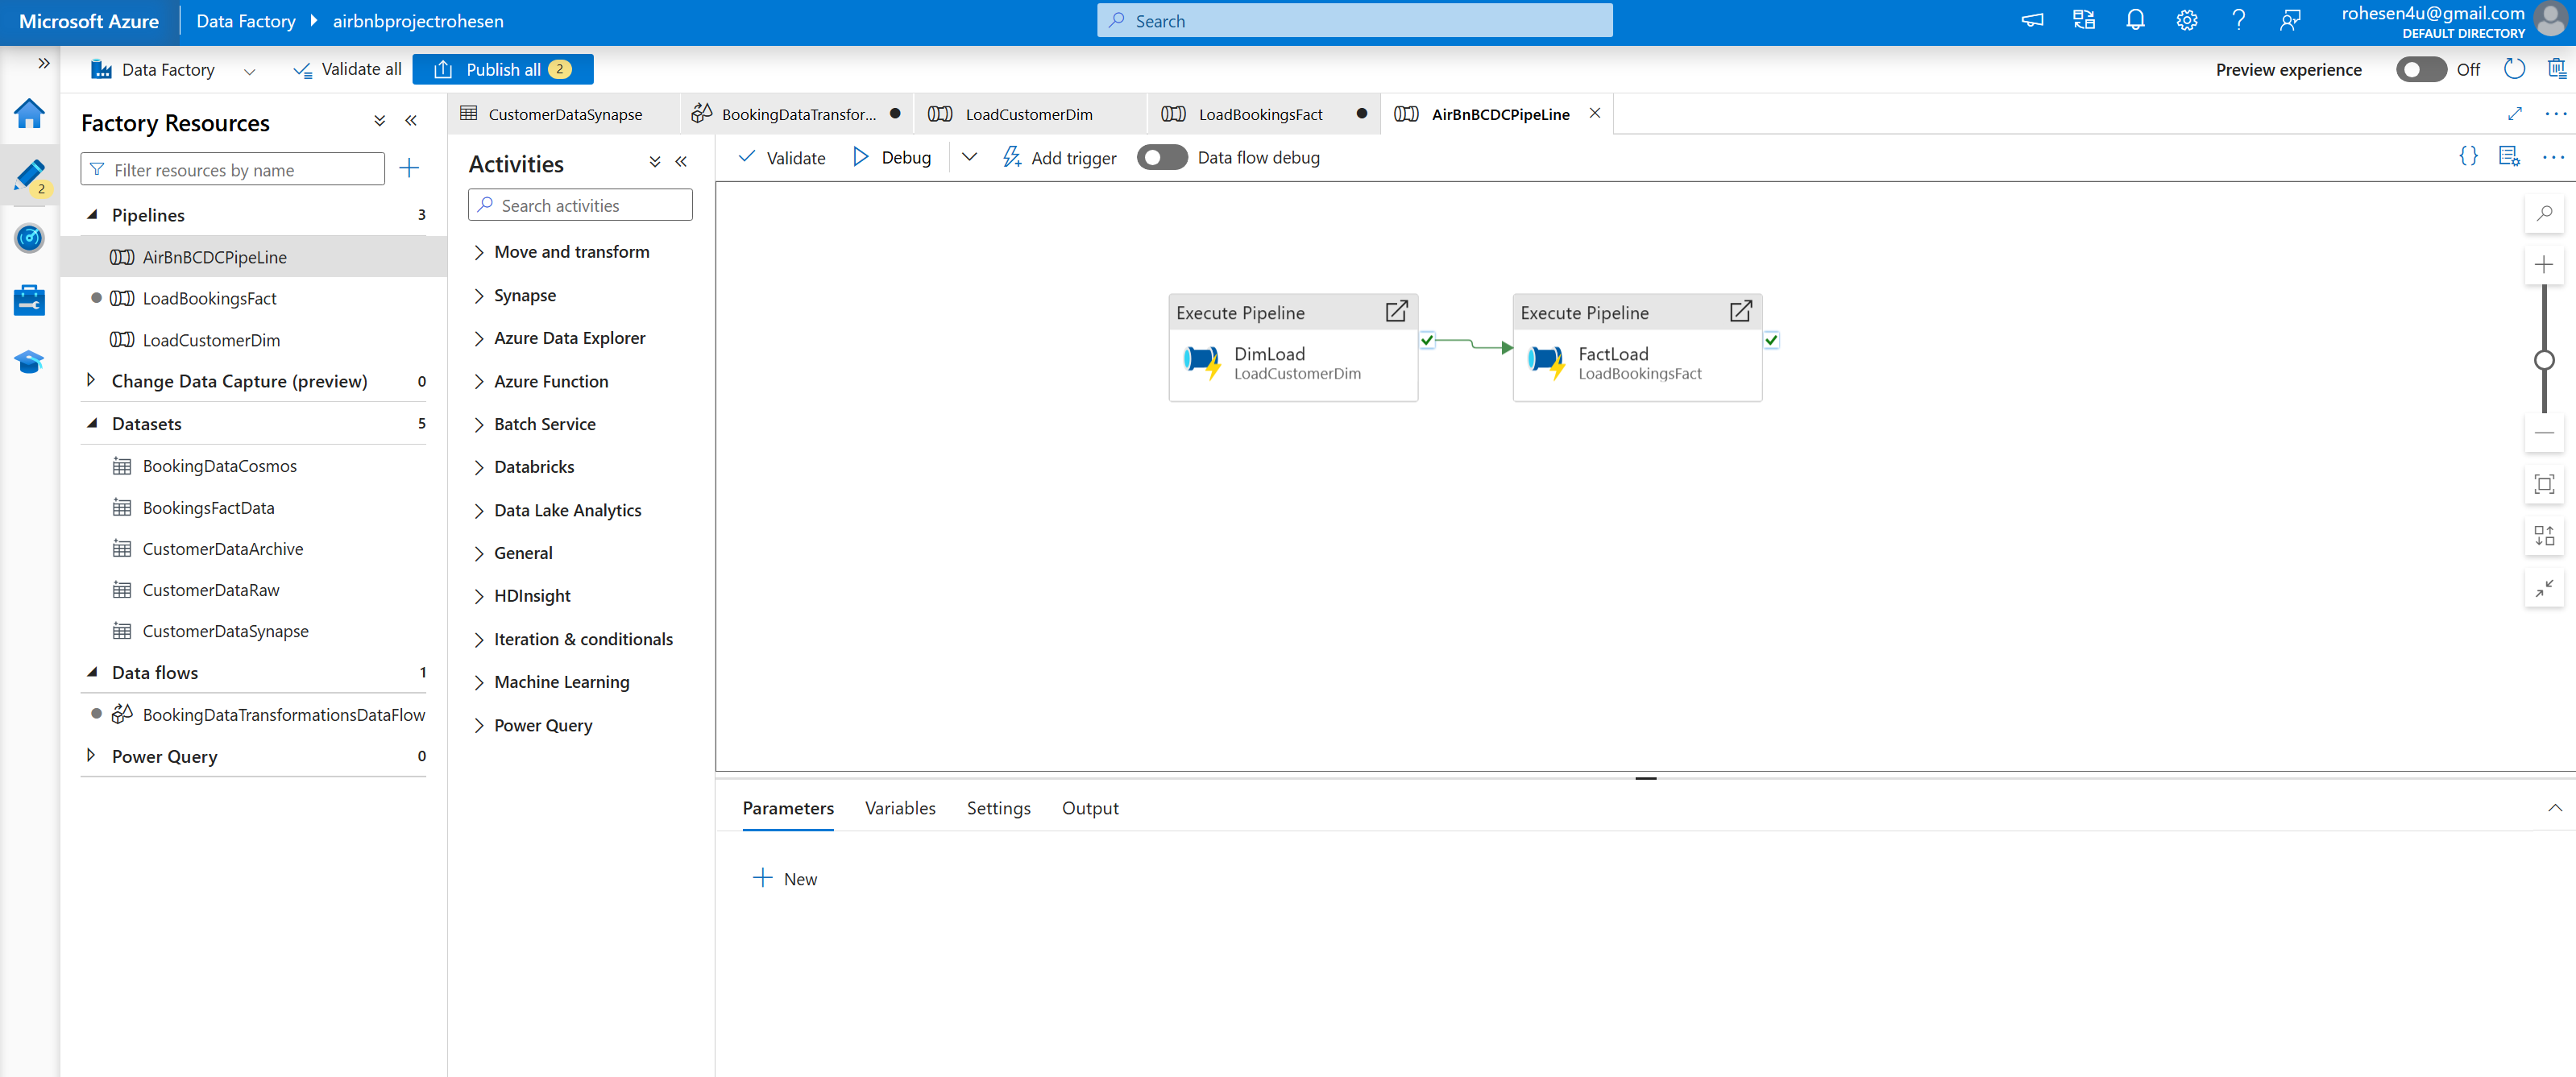 Microsoft Azure
Data Factory
airbnbprojectrohesen
Search
rohesen4u@gmail.com
DEFAULT DIRECTORY
Data Factory
Validate all
Publish all
2
Preview experience
Off
2
Factory Resources
Filter resources by name
Pipelines
3
AirBnBCDCPipeLine
LoadBookingsFact
LoadCustomerDim
Change Data Capture (preview)
0
Datasets
5
BookingDataCosmos
BookingsFactData
CustomerDataArchive
CustomerDataRaw
CustomerDataSynapse
Data flows
1
BookingDataTransformationsDataFlow
Power Query
0
CustomerDataSynapse
BookingDataTransfor...
LoadCustomerDim
LoadBookingsFact
AirBnBCDCPipeLine
Activities
Search activities
Move and transform
Synapse
Azure Data Explorer
Azure Function
Batch Service
Databricks
Data Lake Analytics
General
HDInsight
Iteration & conditionals
Machine Learning
Power Query
Validate
Debug
Add trigger
Data flow debug
Execute Pipeline
DimLoad
LoadCustomerDim
Execute Pipeline
FactLoad
LoadBookingsFact
Parameters
Variables
Settings
Output
New